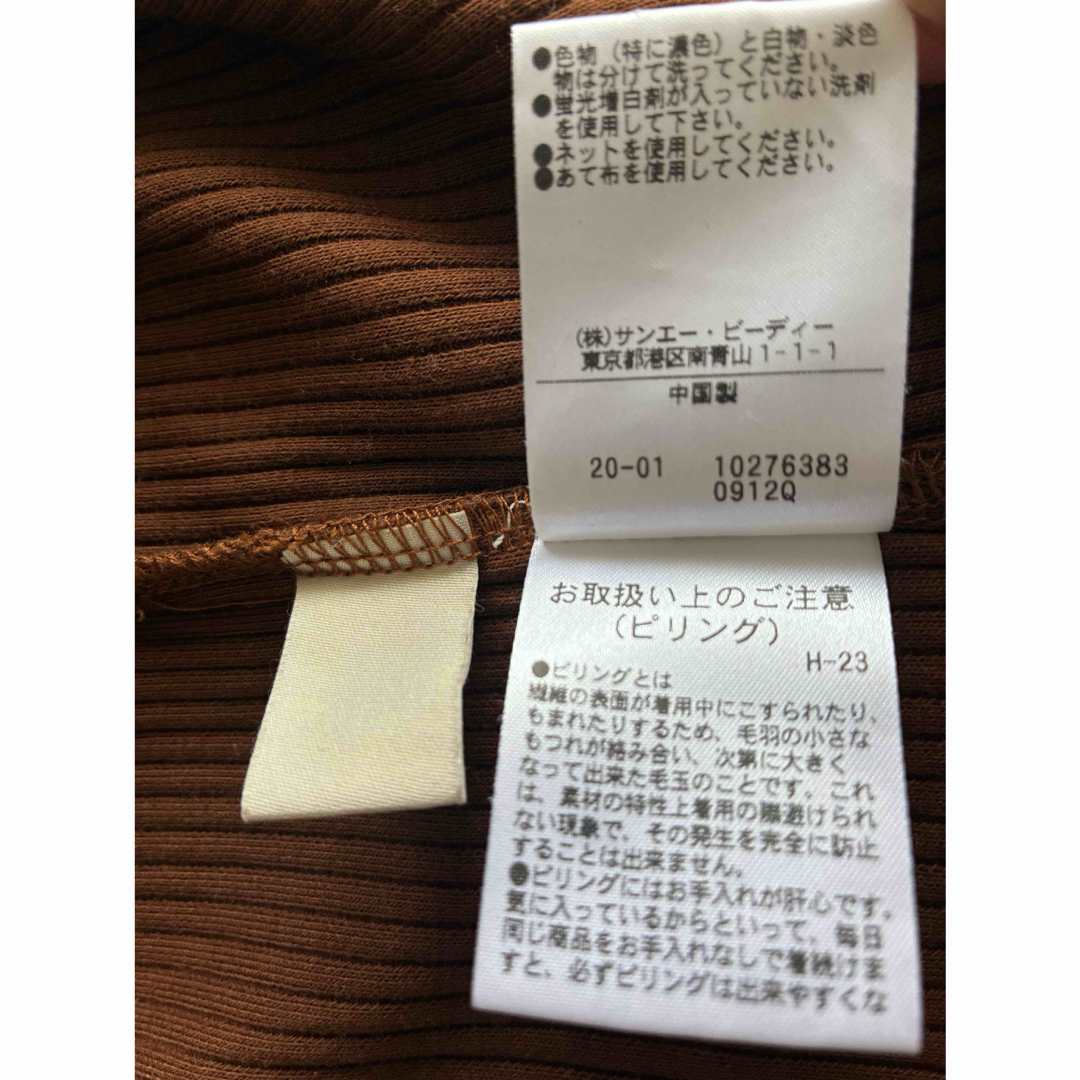 ●色物（特に濃色）と白物・淡色
物は分けて洗ってください。
●蛍光増白剤が入っていない洗剤
を使用して下さい。
●ネットを使用してください。
●あて布を使用してください。
(株)サンエー・ビーディー
東京都港区南青山1-1-1
中国製
20-01 10276383
0912Q
お取扱い上のご注意
（ピリング）
H-23
●ピリングとは
繊維の表面が着用中にこすられたり、
もまれたりするため、毛羽の小さな
もつれが絡み合い、次第に大きく
なって出来た毛玉のことです。これ
は、素材の特性上着用の際避けられ
ない現象で、その発生を完全に防止
することは出来ません。
●ピリングにはお手入れが肝心です。
気に入っているからといって、毎日
同じ商品をお手入れなしで着続けま
すと、必ずピリングは出来やすくな